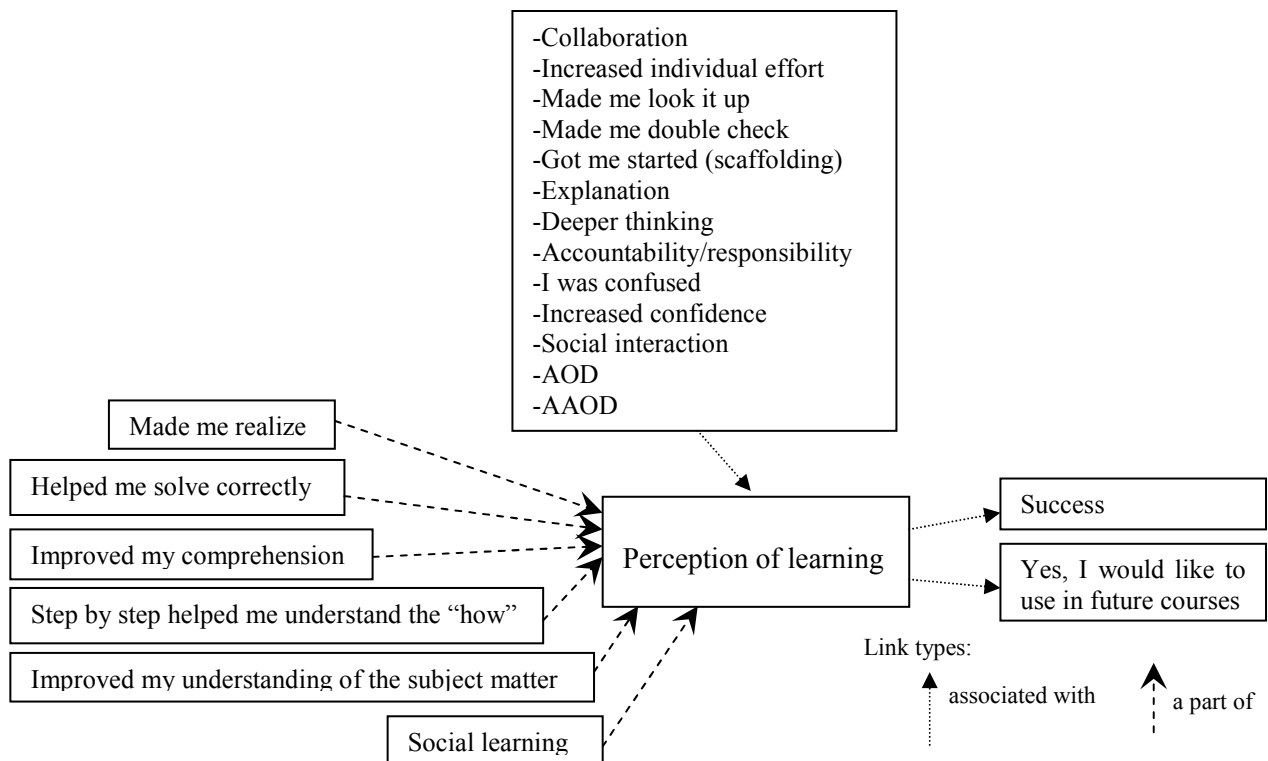 -Collaboration
-Increased individual effort
-Made me look it up
-Made me double check
-Got me started (scaffolding)
-Explanation
-Deeper thinking
-Accountability/responsibility
-I was confused
-Increased confidence
-Social interaction
-AOD
-AAOD
Made me realize
Helped me solve correctly
Improved my comprehension
Step by step helped me understand the “how”
Improved my understanding of the subject matter
Social learning
Perception of learning
Success
Yes, I would like to
use in future courses
Link types:
associated with
a part of